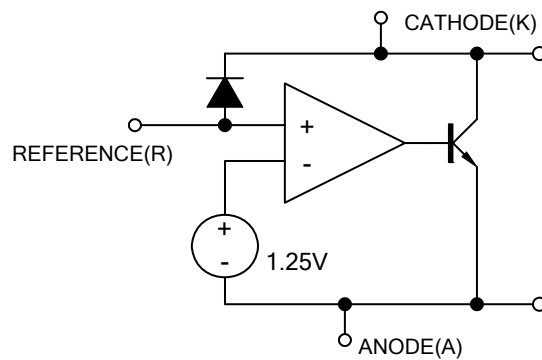 CATHODE(K)
+
REFERENCE(R)
-
+
-
1.25V
ANODE(A)